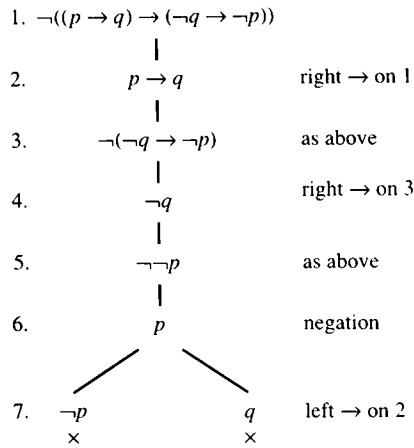 1. ¬((p → q) → (¬q → ¬p))
2. p → q right → on 1
3. ¬(¬q → ¬p) as above
4. ¬q right → on 3
5. ¬¬p as above
6. p negation
7. ¬p q left → on 2
× ×